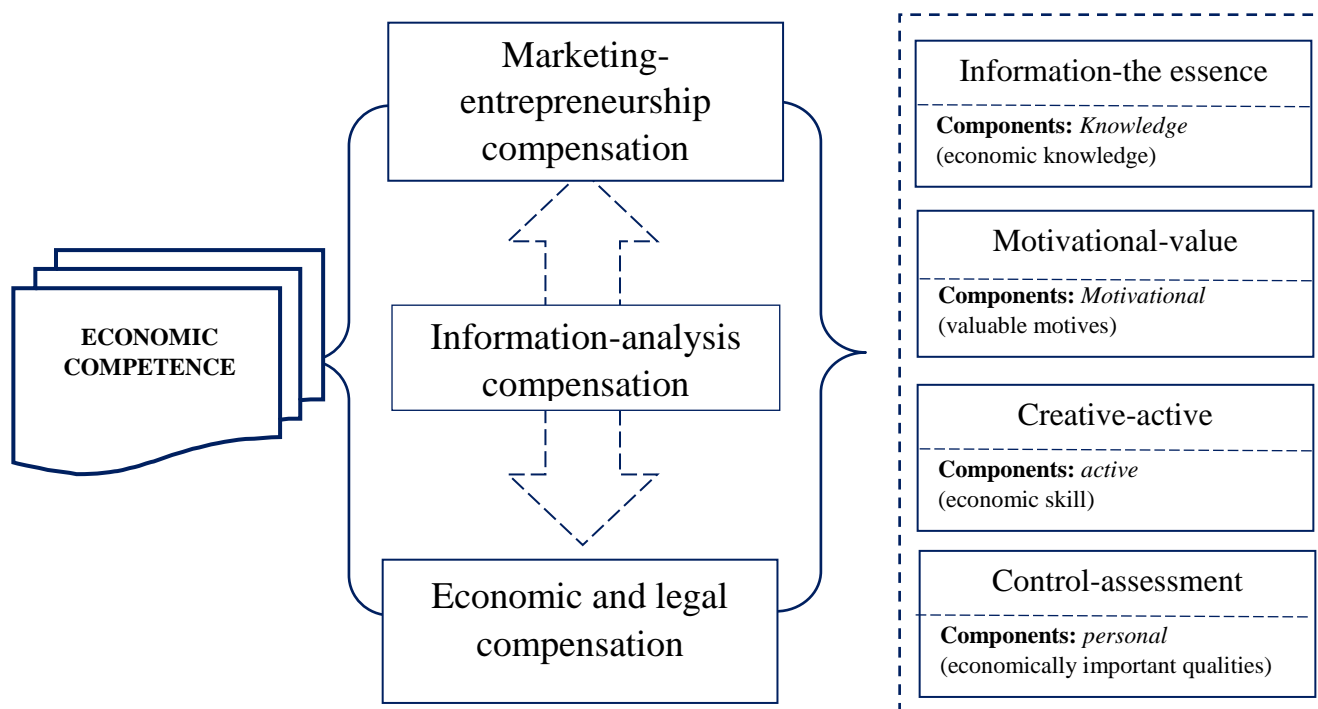 ECONOMIC
COMPETENCE
Marketing-
entrepreneurship
compensation
Information-analysis
compensation
Economic and legal
compensation
Information-the essence
Components: Knowledge
(economic knowledge)
Motivational-value
Components: Motivational
(valuable motives)
Creative-active
Components: active
(economic skill)
Control-assessment
Components: personal
(economically important qualities)